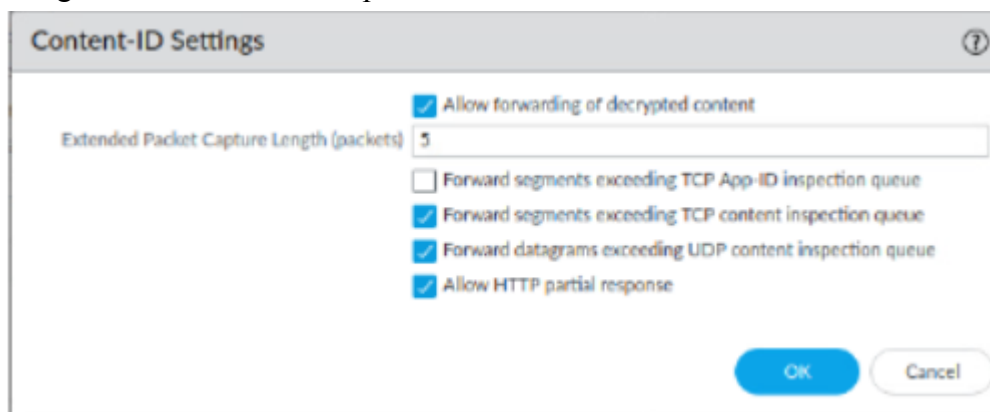 Content-ID Settings
Allow forwarding of decrypted content
Extended Packet Capture Length (packets) 5
Forward segments exceeding TCP App-ID inspection queue
Forward segments exceeding TCP content inspection queue
Forward datagrams exceeding UDP content inspection queue
Allow HTTP partial response
OK Cancel